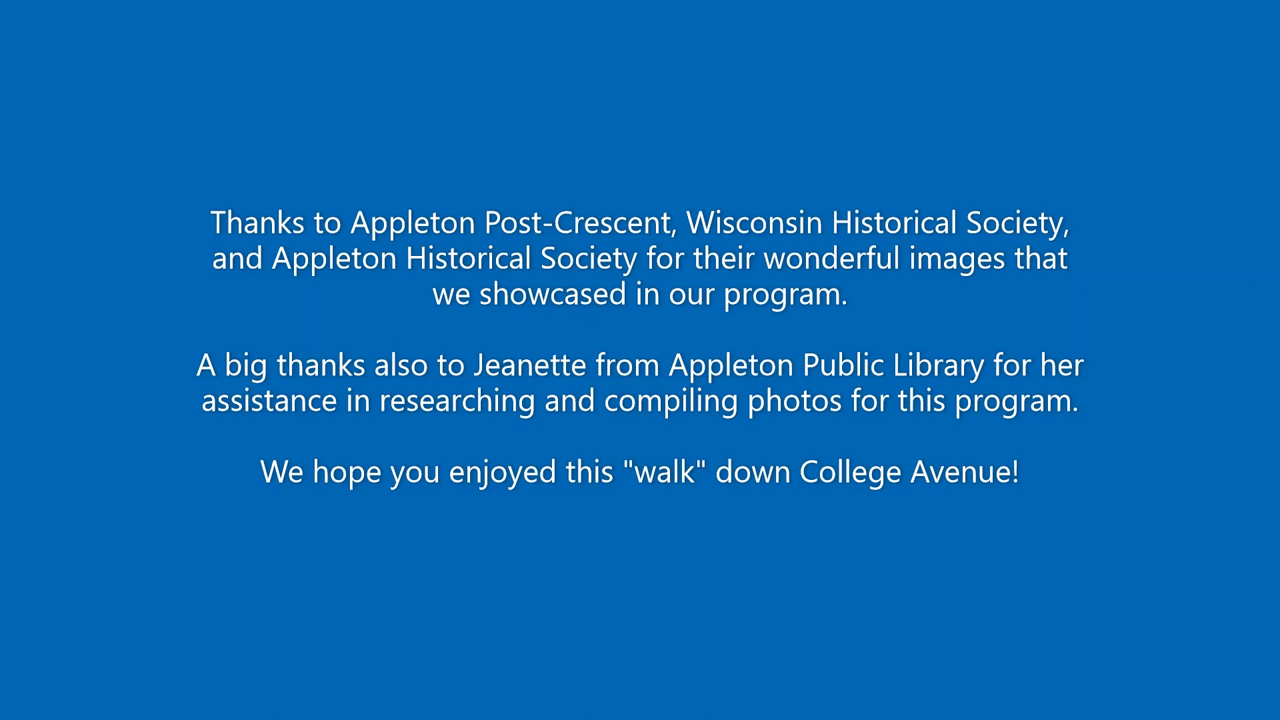 Thanks to Appleton Post-Crescent, Wisconsin Historical Society,
and Appleton Historical Society for their wonderful images that
we showcased in our program.
A big thanks also to Jeanette from Appleton Public Library for her
assistance in researching and compiling photos for this program.
We hope you enjoyed this "walk" down College Avenue!